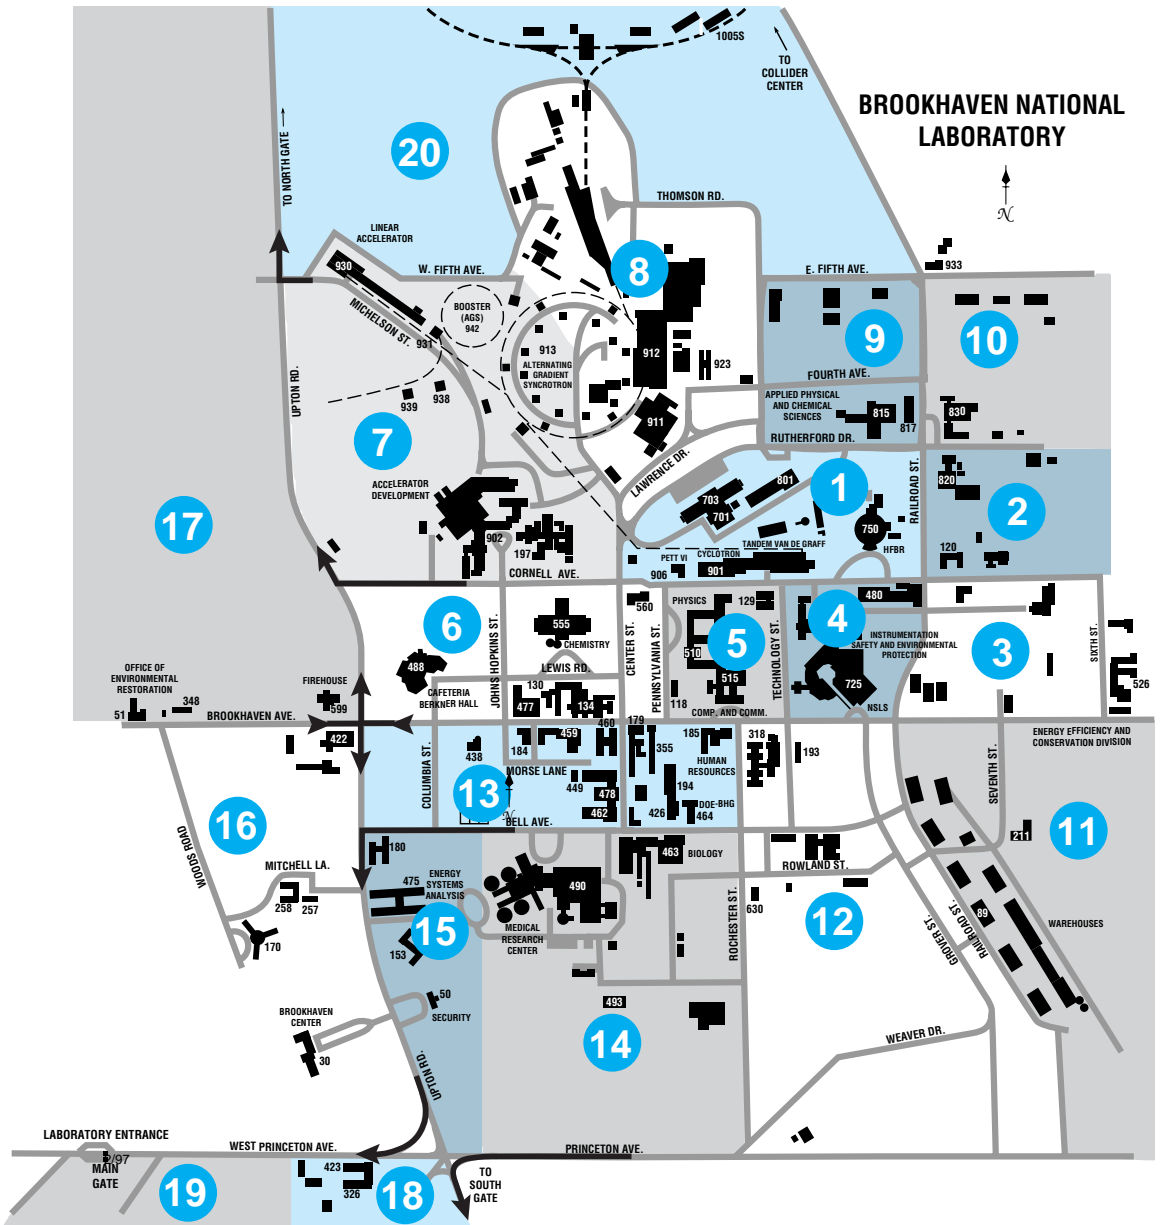 1005S
TO
COLLIDER
CENTER
BROOKHAVEN NATIONAL
LABORATORY
N
20
TO NORTH GATE
THOMSON RD.
LINEAR
ACCELERATOR
930
W. FIFTH AVE.
8
E. FIFTH AVE.
933
MICHELSON ST.
BOOSTER
(AGS)
942
931
913
ALTERNATING
GRADIENT
SYNCROTRON
912
923
9
10
FOURTH AVE.
UPTON RD.
939
938
APPLIED PHYSICAL
AND CHEMICAL
SCIENCES
815
817
830
911
RUTHERFORD DR.
7
ACCELERATOR
DEVELOPMENT
LAWRENCE DR.
801
703
701
1
RAILROAD ST.
820
2
17
902
197
750
HFBR
TANDEM VAN DE GRAFF
120
CORNELL AVE.
PETT VI
906
CYCLOTRON
901
6
JOHNS HOPKINS ST.
555
CHEMISTRY
560
CENTER ST.
PENNSYLVANIA ST.
PHYSICS
129
5
510
515
TECHNOLOGY ST.
480
4
INSTRUMENTATION
SAFETY AND ENVIRONMENTAL
PROTECTION
725
NSLS
3
SIXTH ST.
526
488
LEWIS RD.
OFFICE OF
ENVIRONMENTAL
RESTORATION
348
51
FIREHOUSE
599
CAFETERIA
BERKNER HALL
130
477
134
118
COMP. AND COMM.
BROOKHAVEN AVE.
422
COLUMBIA ST.
438
184
459
460
179
355
185
HUMAN
RESOURCES
318
193
ENERGY EFFICIENCY AND
CONSERVATION DIVISION
SEVENTH ST.
MORSE LANE
13
N
449
478
462
426
194
DOE-BHG
464
BELL AVE.
16
WOODS ROAD
180
463
BIOLOGY
211
11
MITCHELL LA.
258
257
475
ENERGY
SYSTEMS
ANALYSIS
490
ROWLAND ST.
630
12
ROCHESTER ST.
170
15
153
MEDICAL
RESEARCH
CENTER
GROVER ST.
RAILROAD ST.
89
WAREHOUSES
50
SECURITY
493
BROOKHAVEN
CENTER
30
14
WEAVER DR.
UPTON RD.
LABORATORY ENTRANCE
WEST PRINCETON AVE.
PRINCETON AVE.
2/97
MAIN
GATE
19
423
326
18
TO
SOUTH
GATE